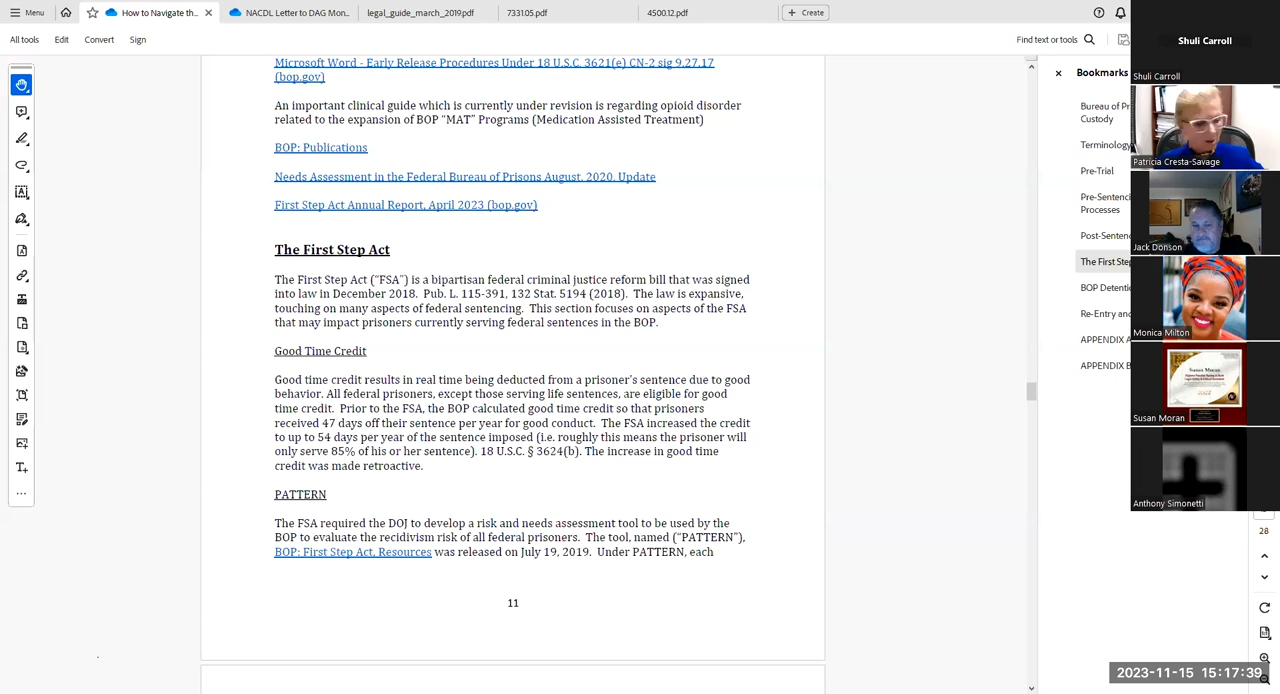 Menu
How to Navigate th...
NACDL Letter to DAG Mon...
legal_guide_march_2019.pdf
7331.05.pdf
4500.12.pdf
+ Create
All tools
Edit
Convert
Sign
Find text or tools
Microsoft Word - Early Release Procedures Under 18 U.S.C. 3621(e) CN-2 sig 9.27.17
(bop.gov)
An important clinical guide which is currently under revision is regarding opioid disorder
related to the expansion of BOP “MAT” Programs (Medication Assisted Treatment)
BOP: Publications
Needs Assessment in the Federal Bureau of Prisons August, 2020, Update
First Step Act Annual Report, April 2023 (bop.gov)
The First Step Act
The First Step Act (“FSA”) is a bipartisan federal criminal justice reform bill that was signed
into law in December 2018.  Pub. L. 115-391, 132 Stat. 5194 (2018).  The law is expansive,
touching on many aspects of federal sentencing.  This section focuses on aspects of the FSA
that may impact prisoners currently serving federal sentences in the BOP.
Good Time Credit
Good time credit results in real time being deducted from a prisoner’s sentence due to good
behavior.  All federal prisoners, except those serving life sentences, are eligible for good
time credit.  Prior to the FSA, the BOP calculated good time credit so that prisoners
received 47 days off their sentence per year for good conduct.  The FSA increased the credit
to up to 54 days per year of the sentence imposed (i.e. roughly this means the prisoner will
only serve 85% of his or her sentence). 18 U.S.C. § 3624(b). The increase in good time
credit was made retroactive.
PATTERN
The FSA required the DOJ to develop a risk and needs assessment tool to be used by the
BOP to evaluate the recidivism risk of all federal prisoners.  The tool, named (“PATTERN”),
BOP: First Step Act, Resources was released on July 19, 2019.  Under PATTERN, each
11
Bookmarks
Bureau of Pr
Custody
Terminology
Pre-Trial
Pre-Sentenci
Processes
Post-Sentenc
The First Step
BOP Detentio
Re-Entry and
APPENDIX A
APPENDIX B
Shuli Carroll
Shuli Carroll
Patricia Cresta-Savage
Jack Donson
Monica Milton
Susan Moran
Susan Moran
Anthony Simonetti
28
2023-11-15 15:17:39